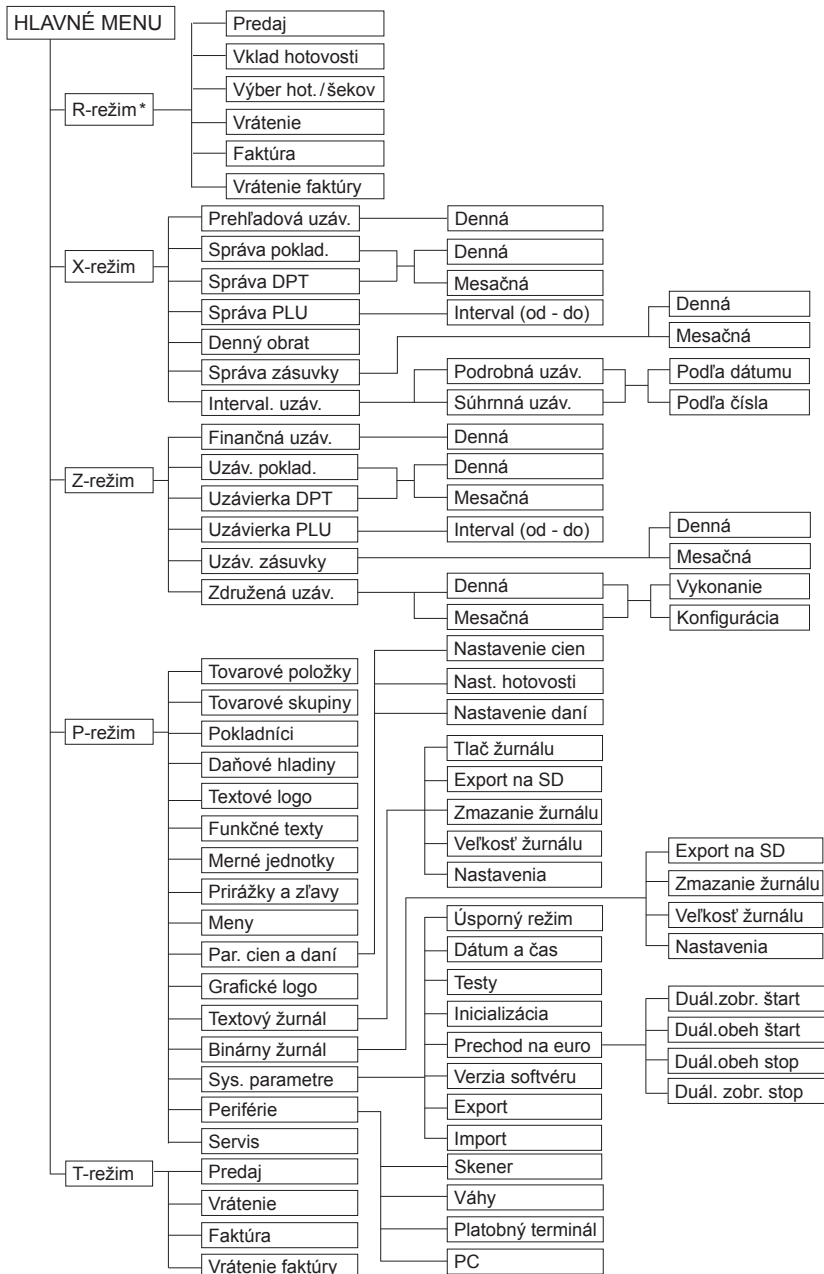 HLAVNÉ MENU
R-režim*
Predaj
Vklad hotovosti
Výber hot./šekov
Vrátenie
Faktúra
Vrátenie faktúry
X-režim
Prehľadová uzáv.
Denná
Správa poklad.
Správa DPT
Denná
Mesačná
Správa PLU
Interval (od - do)
Denný obrat
Správa zásuvky
Denná
Mesačná
Interval. uzáv.
Podrobná uzáv.
Súhrnná uzáv.
Podľa dátumu
Podľa čísla
Z-režim
Finančná uzáv.
Denná
Uzáv. poklad.
Uzávierka DPT
Denná
Mesačná
Uzávierka PLU
Interval (od - do)
Uzáv. zásuvky
Denná
Mesačná
Združená uzáv.
Denná
Mesačná
Vykonanie
Konfigurácia
P-režim
Tovarové položky
Tovarové skupiny
Pokladníci
Daňové hladiny
Textové logo
Funkčné texty
Merné jednotky
Prirážky a zľavy
Meny
Par. cien a daní
Grafické logo
Textový žurnál
Binárny žurnál
Sys. parametre
Periférie
Servis
Nastavenie cien
Nast. hotovosti
Nastavenie daní
Tlač žurnálu
Export na SD
Zmazanie žurnálu
Veľkosť žurnálu
Nastavenia
Export na SD
Zmazanie žurnálu
Veľkosť žurnálu
Nastavenia
Úsporný režim
Dátum a čas
Testy
Inicializácia
Prechod na euro
Verzia softvéru
Export
Import
Duál.zobr. štart
Duál.obeh štart
Duál.obeh stop
Duál. zobr. stop
Skener
Váhy
Platobný terminál
PC
T-režim
Predaj
Vrátenie
Faktúra
Vrátenie faktúry